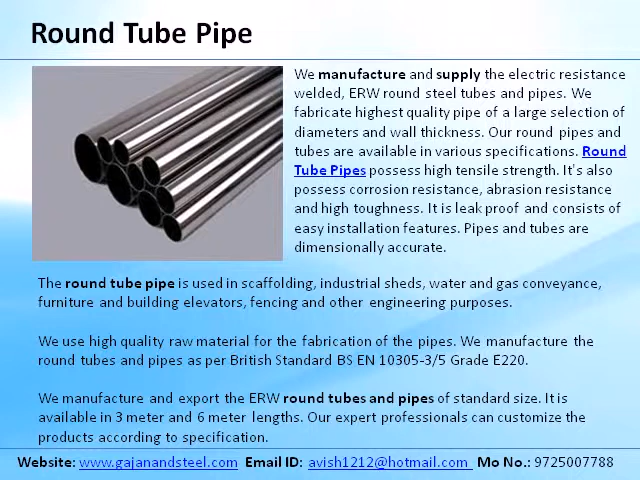 Round Tube Pipe
We manufacture and supply the electric resistance
welded, ERW round steel tubes and pipes. We
fabricate highest quality pipe of a large selection of
diameters and wall thickness. Our round pipes and
tubes are available in various specifications. Round
Tube Pipes possess high tensile strength. It's also
possess corrosion resistance, abrasion resistance
and high toughness. It is leak proof and consists of
easy installation features. Pipes and tubes are
dimensionally accurate.
The round tube pipe is used in scaffolding, industrial sheds, water and gas conveyance,
furniture and building elevators, fencing and other engineering purposes.
We use high quality raw material for the fabrication of the pipes. We manufacture the
round tubes and pipes as per British Standard BS EN 10305-3/5 Grade E220.
We manufacture and export the ERW round tubes and pipes of standard size. It is
available in 3 meter and 6 meter lengths. Our expert professionals can customize the
products according to specification.
Website: www.gajanandsteel.com Email ID: avish1212@hotmail.com Mo No.: 9725007788